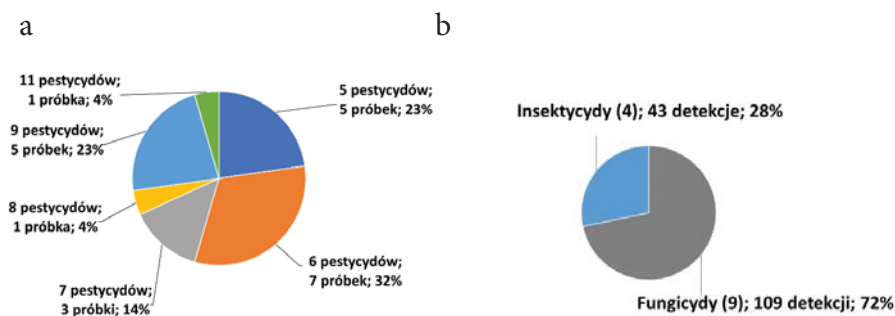 a
11 pestycydów;
1 próbka; 4%
5 pestycydów;
5 próbek; 23%
9 pestycydów;
5 próbek; 23%
8 pestycydów;
1 próbka; 4%
6 pestycydów;
7 próbek; 32%
7 pestycydów;
3 próbki; 14%
b
Insektycydy (4); 43 detekcje; 28%
Fungicydy (9); 109 detekcji; 72%